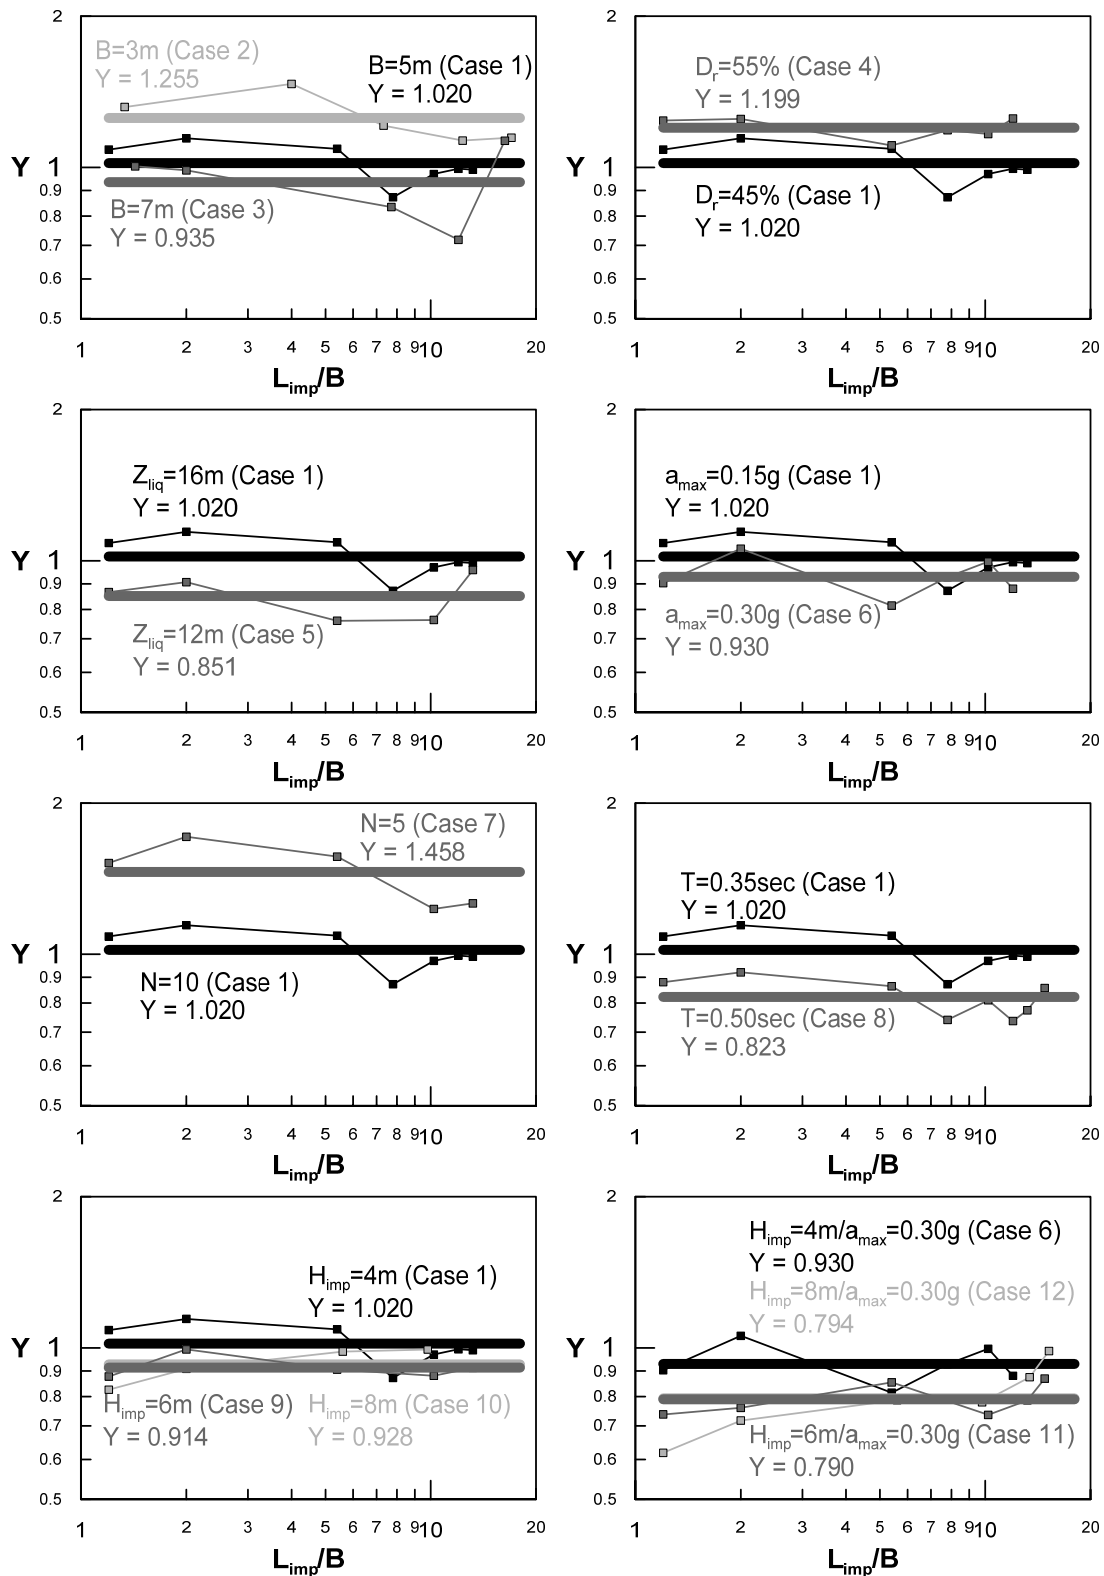 2
B=3m (Case 2)
Y = 1.255
B=5m (Case 1)
Y = 1.020
Y 1
0.9
0.8
B=7m (Case 3)
Y = 0.935
0.7
0.6
0.5
1 2 3 4 5 6 7 8 9 10 20
Limp/B
2
Dr=55% (Case 4)
Y = 1.199
Y 1
0.9
0.8
Dr=45% (Case 1)
Y = 1.020
0.7
0.6
0.5
1 2 3 4 5 6 7 8 9 10 20
Limp/B
2
Zliq=16m (Case 1)
Y = 1.020
Y 1
0.9
0.8
0.7
Zliq=12m (Case 5)
Y = 0.851
0.6
0.5
1 2 3 4 5 6 7 8 9 10 20
Limp/B
2
amax=0.15g (Case 1)
Y = 1.020
Y 1
0.9
0.8
amax=0.30g (Case 6)
Y = 0.930
0.7
0.6
0.5
1 2 3 4 5 6 7 8 9 10 20
Limp/B
2
N=5 (Case 7)
Y = 1.458
Y 1
0.9
N=10 (Case 1)
Y = 1.020
0.8
0.7
0.6
0.5
1 2 3 4 5 6 7 8 9 10 20
Limp/B
2
T=0.35sec (Case 1)
Y = 1.020
Y 1
0.9
0.8
T=0.50sec (Case 8)
Y = 0.823
0.7
0.6
0.5
1 2 3 4 5 6 7 8 9 10 20
Limp/B
2
Himp=4m (Case 1)
Y = 1.020
Y 1
0.9
0.8
Himp=6m (Case 9)
Y = 0.914
Himp=8m (Case 10)
Y = 0.928
0.7
0.6
0.5
1 2 3 4 5 6 7 8 9 10 20
Limp/B
2
Himp=4m/amax=0.30g (Case 6)
Y = 0.930
Himp=8m/amax=0.30g (Case 12)
Y = 0.794
Y 1
0.9
0.8
0.7
Himp=6m/amax=0.30g (Case 11)
Y = 0.790
0.6
0.5
1 2 3 4 5 6 7 8 9 10 20
Limp/B